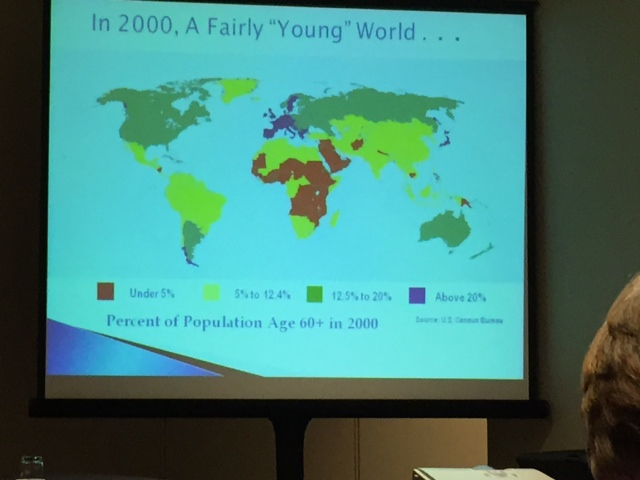 In 2000, A Fairly "Young" World . . .
Under 5%
5% to 12.4%
12.5% to 20%
Above 20%
Percent of Population Age 60+ in 2000
Source: U.S. Census Bureau